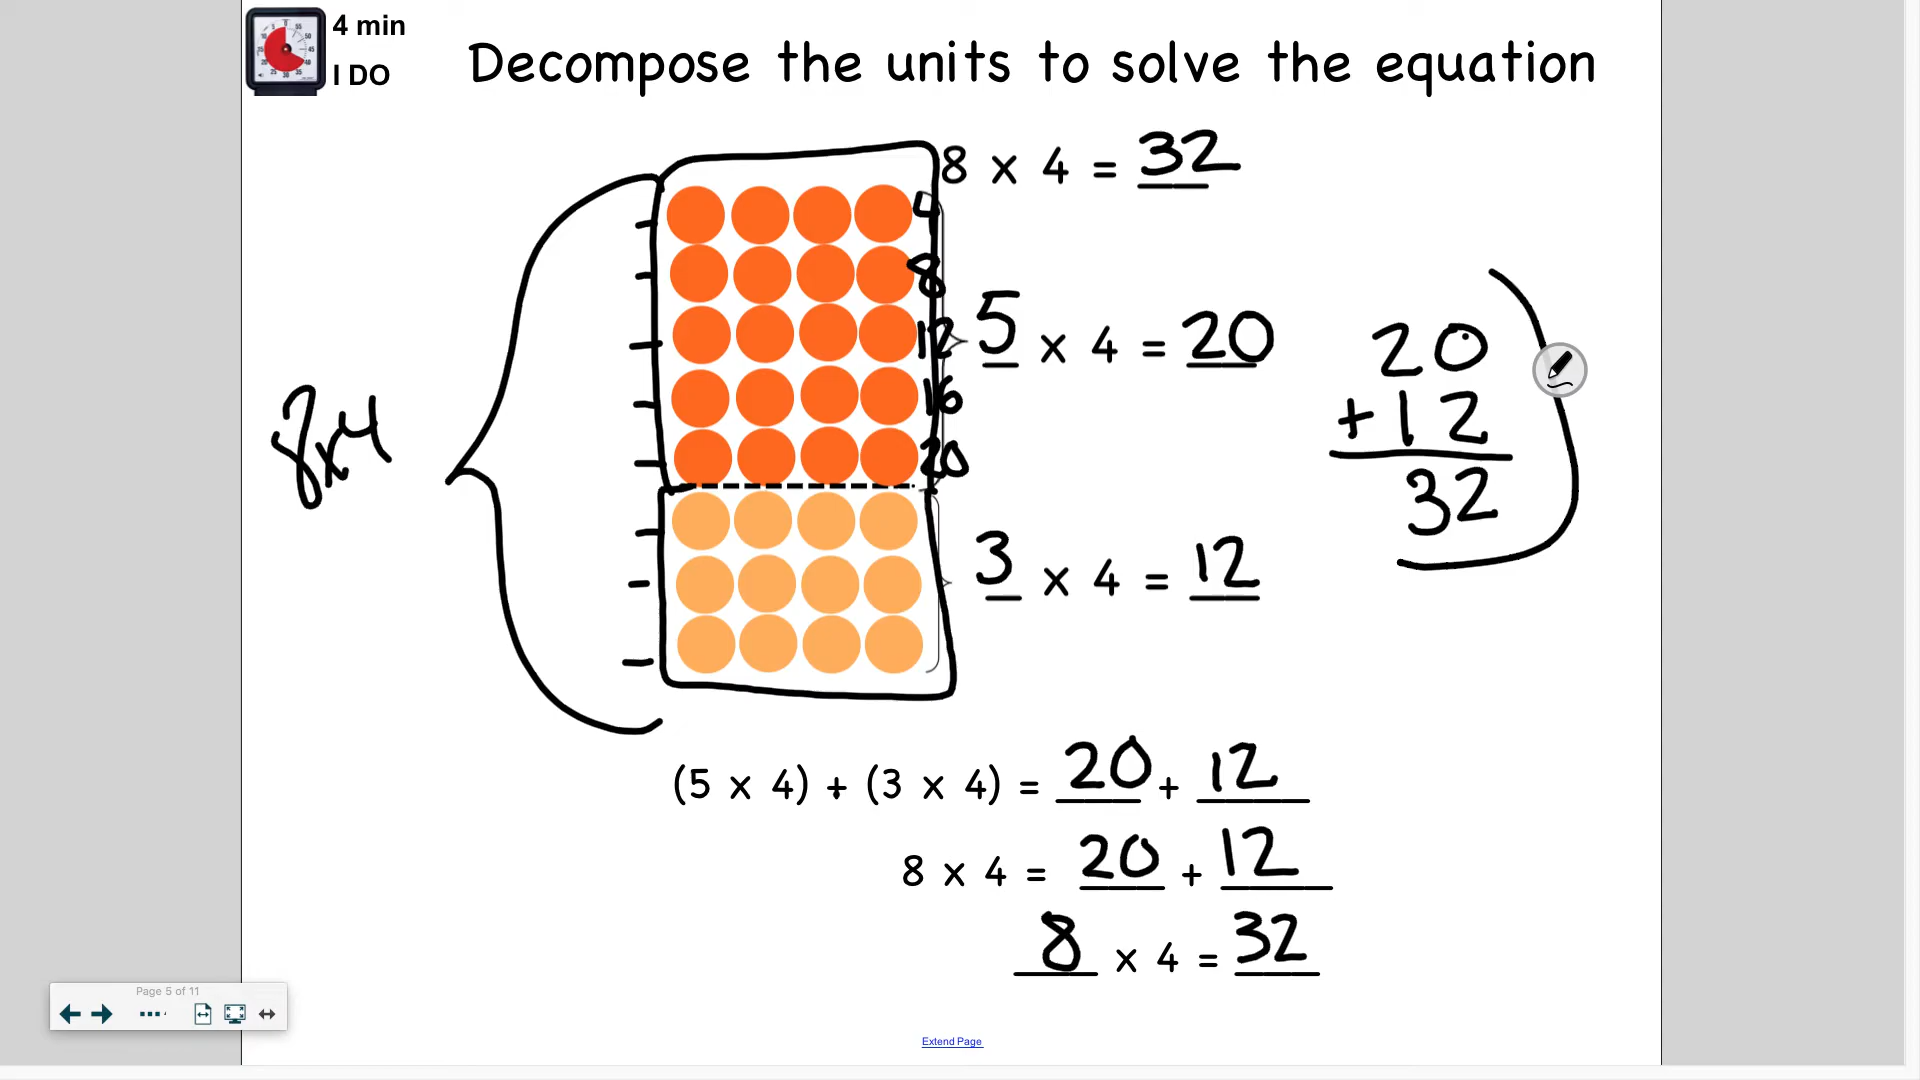 4 min
I DO
Decompose the units to solve the equation
8 x 4 = 32
4
8
12
16
20
5 x 4 = 20
20
+12
32
8x4
3 x 4 = 12
(5 x 4) + (3 x 4) = 20 + 12
8 x 4 = 20 + 12
8 x 4 = 32
Page 5 of 11
Extend Page